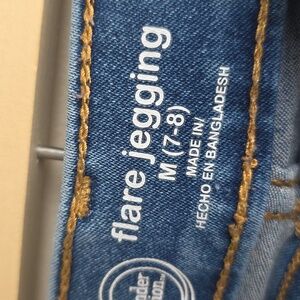 flare jegging
M (7-8)
MADE IN/
HECHO EN BANGLADESH